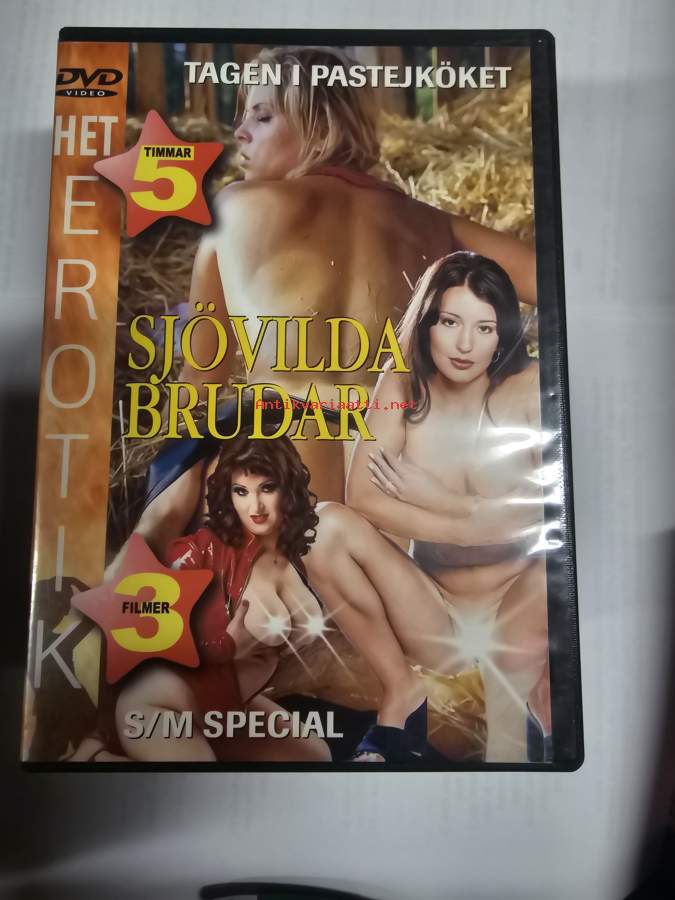 DVD
VIDEO
TAGEN I PASTEJKÖKET
HET
EROTIK
TIMMAR
5
SJÖVILDA
BRUDAR
Antikvariaatti.net
FILMER
3
S/M SPECIAL